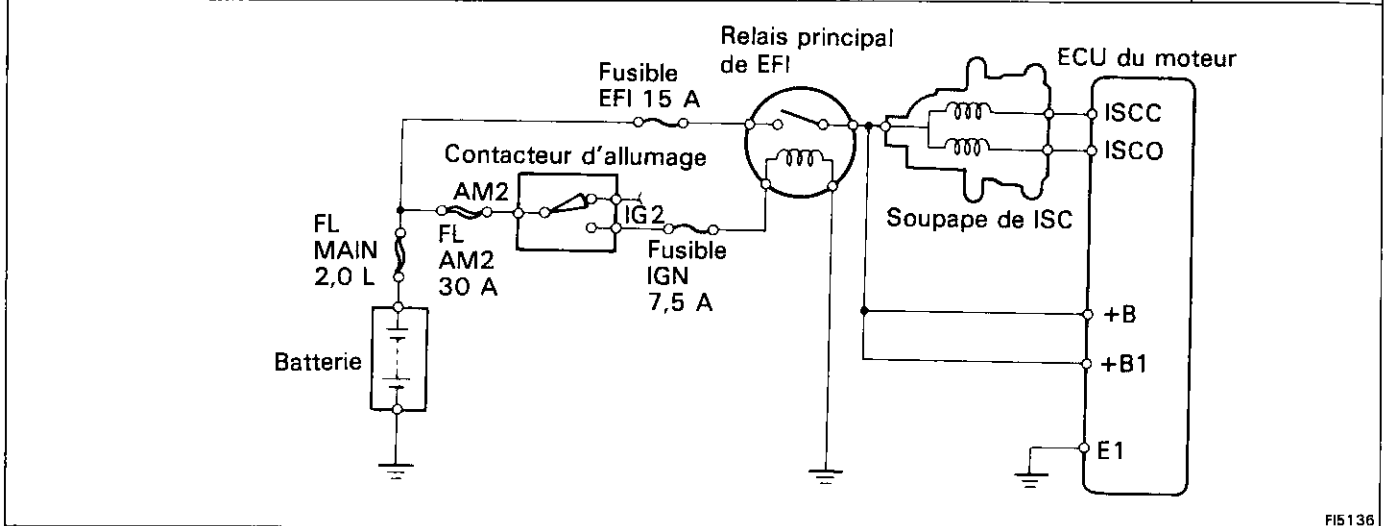 Relais principal
de EFI
ECU du moteur
Fusible
EFI 15 A
ISCC
ISCO
Contacteur d'allumage
AM2
IG2
Soupape de ISC
FL
MAIN
2,0 L
FL
AM2
30 A
Fusible
IGN
7,5 A
+B
+B1
Batterie
E1
FI5136